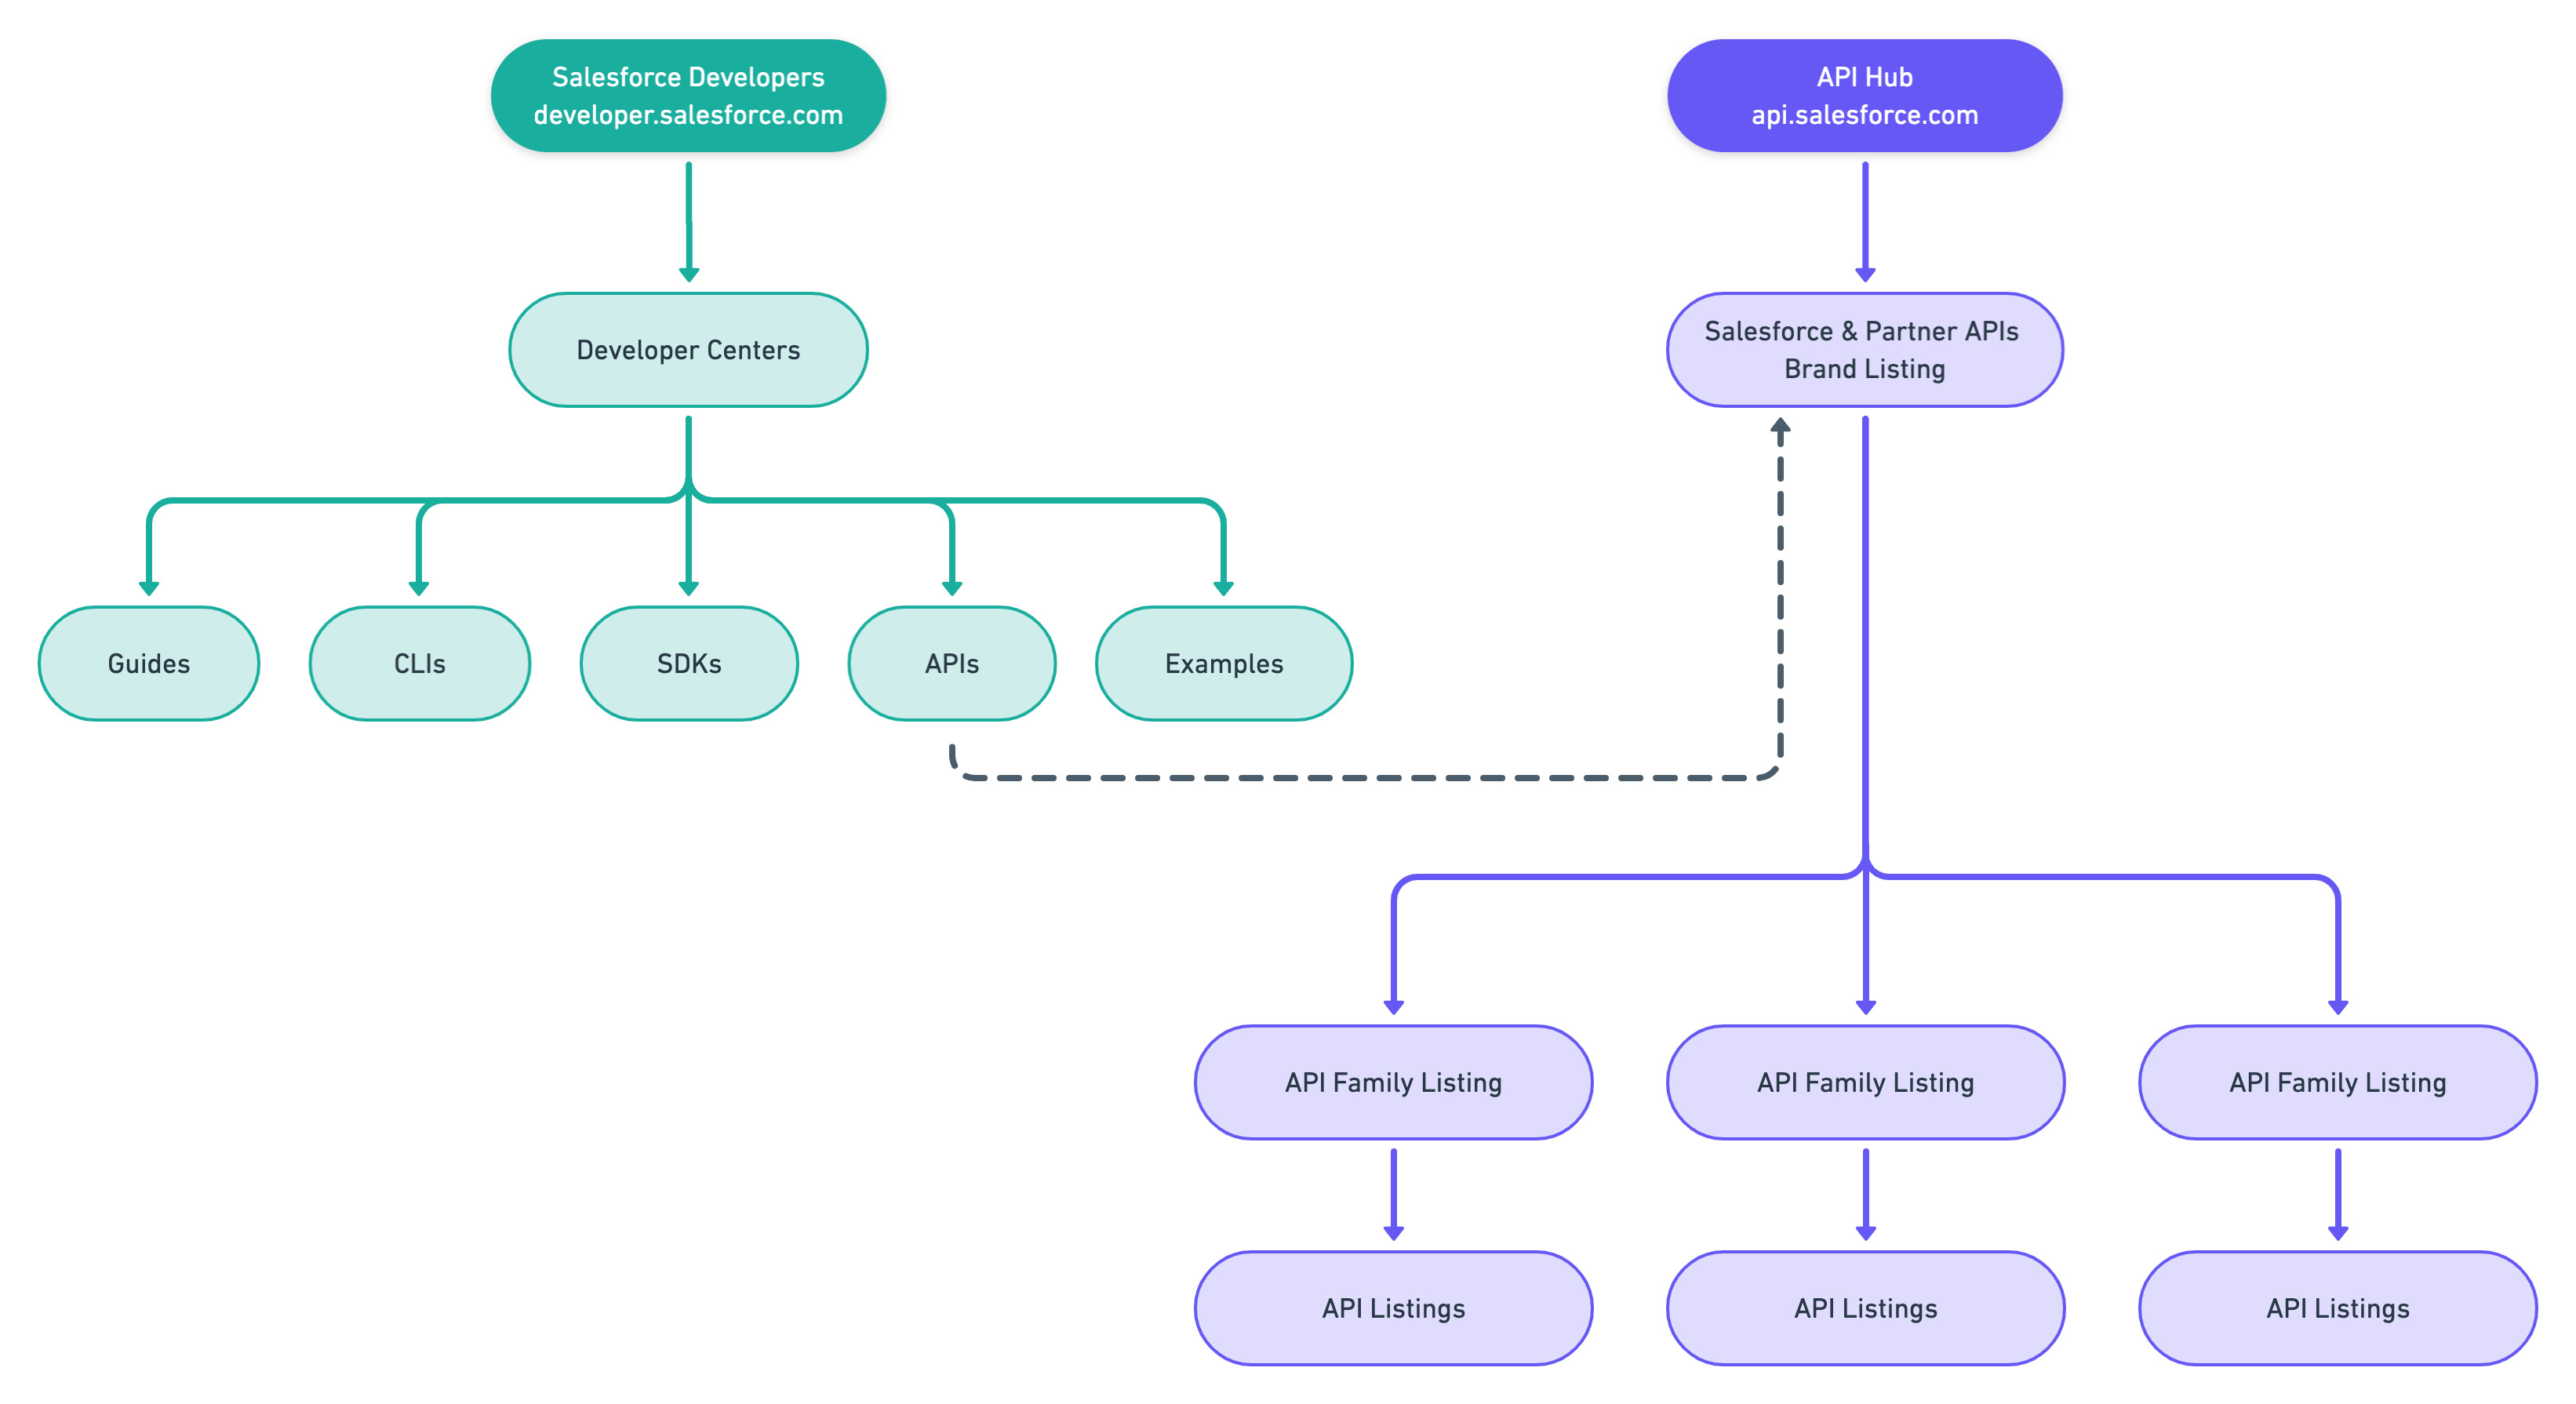 Salesforce Developers
developer.salesforce.com
API Hub
api.salesforce.com
Developer Centers
Salesforce & Partner APIs
Brand Listing
Guides
CLIs
SDKs
APIs
Examples
API Family Listing
API Family Listing
API Family Listing
API Listings
API Listings
API Listings